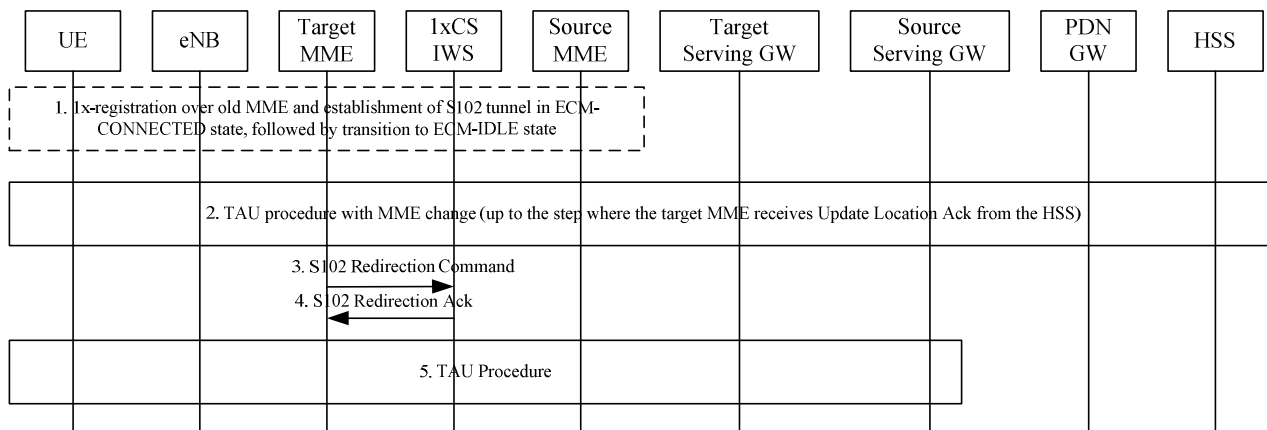 UE
eNB
Target
MME
1xCS
IWS
Source
MME
Target
Serving GW
Source
Serving GW
PDN
GW
HSS
1. 1x-registration over old MME and establishment of S102 tunnel in ECM-
CONNECTED state, followed by transition to ECM-IDLE state
2. TAU procedure with MME change (up to the step where the target MME receives Update Location Ack from the HSS)
3. S102 Redirection Command
4. S102 Redirection Ack
5. TAU Procedure